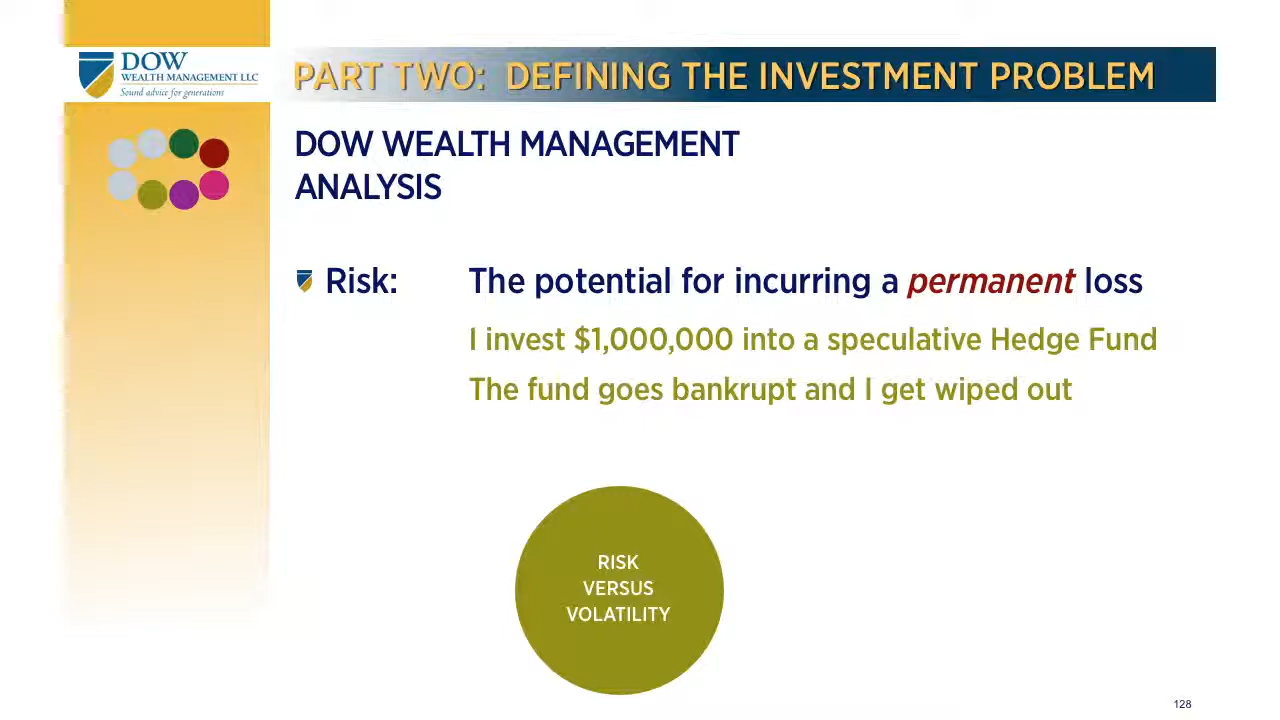 DOW
WEALTH MANAGEMENT LLC
Sound advice for generations
PART TWO: DEFINING THE INVESTMENT PROBLEM
DOW WEALTH MANAGEMENT
ANALYSIS
Risk: The potential for incurring a permanent loss
I invest $1,000,000 into a speculative Hedge Fund
The fund goes bankrupt and I get wiped out
RISK
VERSUS
VOLATILITY
128